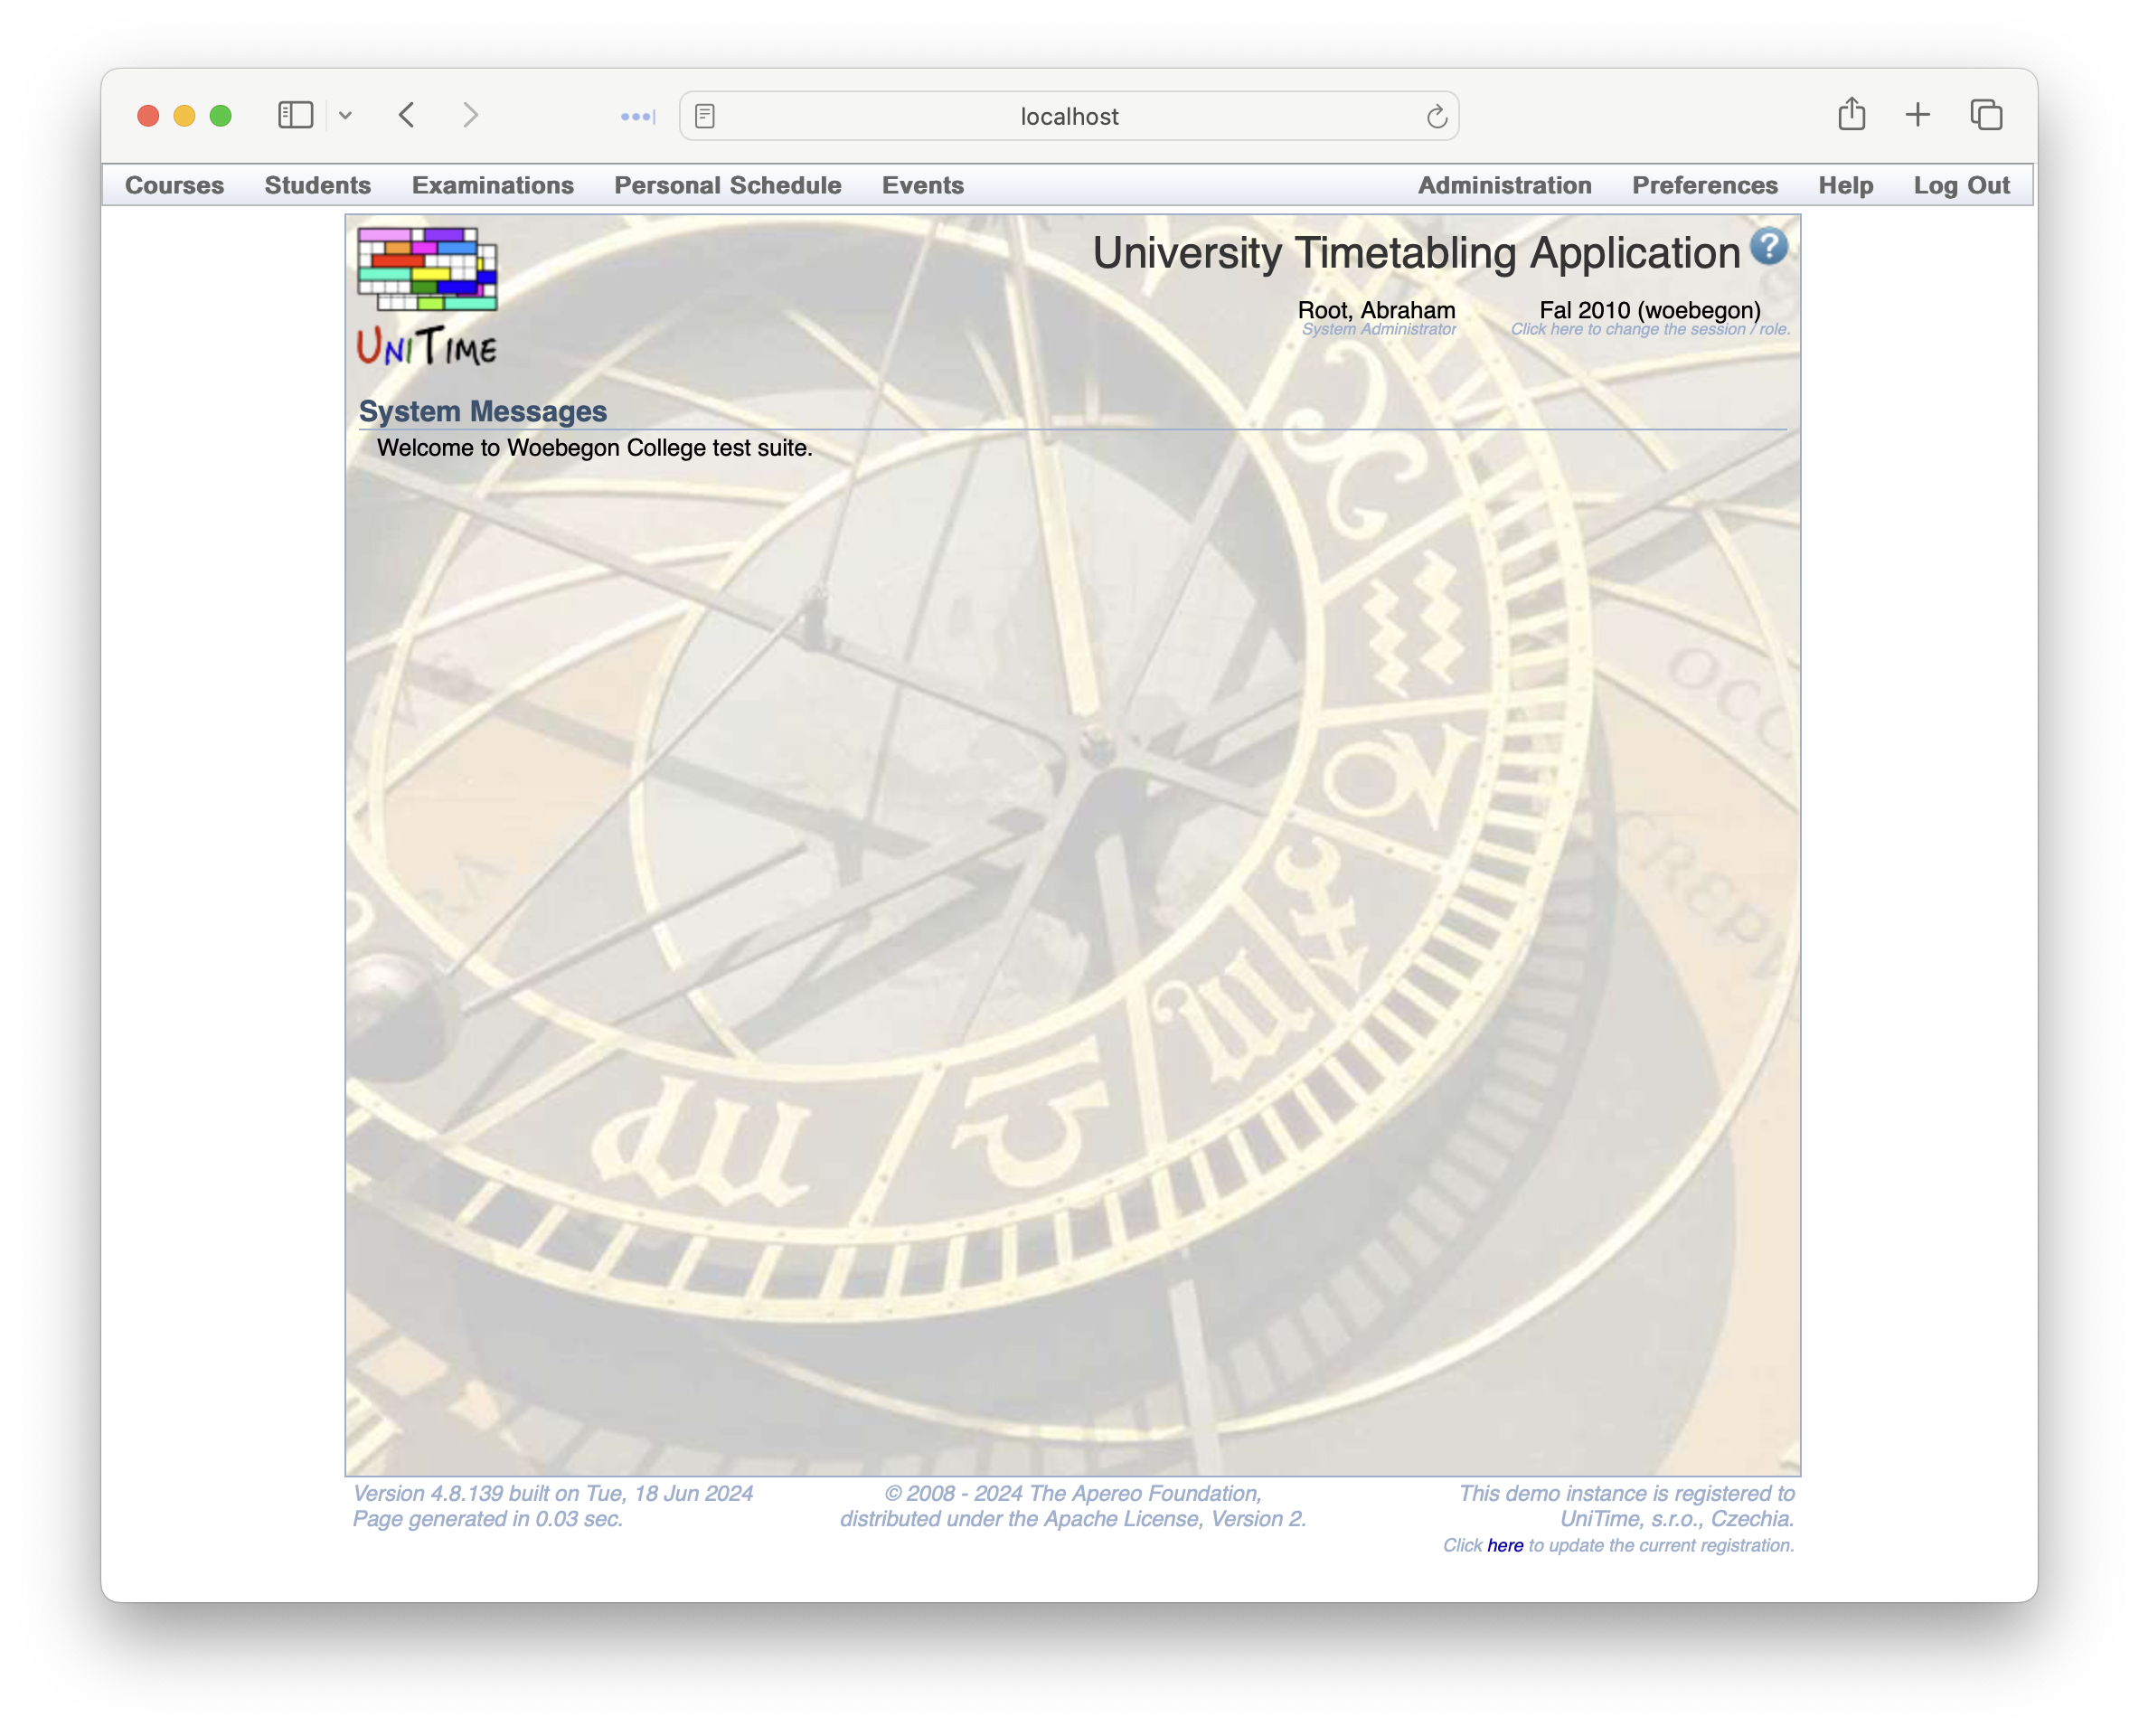 localhost
Courses Students Examinations Personal Schedule Events Administration Preferences Help Log Out
University Timetabling Application ?
UNITIME
Root, Abraham Fal 2010 (woebegon)
System Administrator Click here to change the session / role.
System Messages
Welcome to Woebegon College test suite.
OCC
CREPV
Version 4.8.139 built on Tue, 18 Jun 2024
Page generated in 0.03 sec.
© 2008 - 2024 The Apereo Foundation,
distributed under the Apache License, Version 2.
This demo instance is registered to
UniTime, s.r.o., Czechia.
Click here to update the current registration.